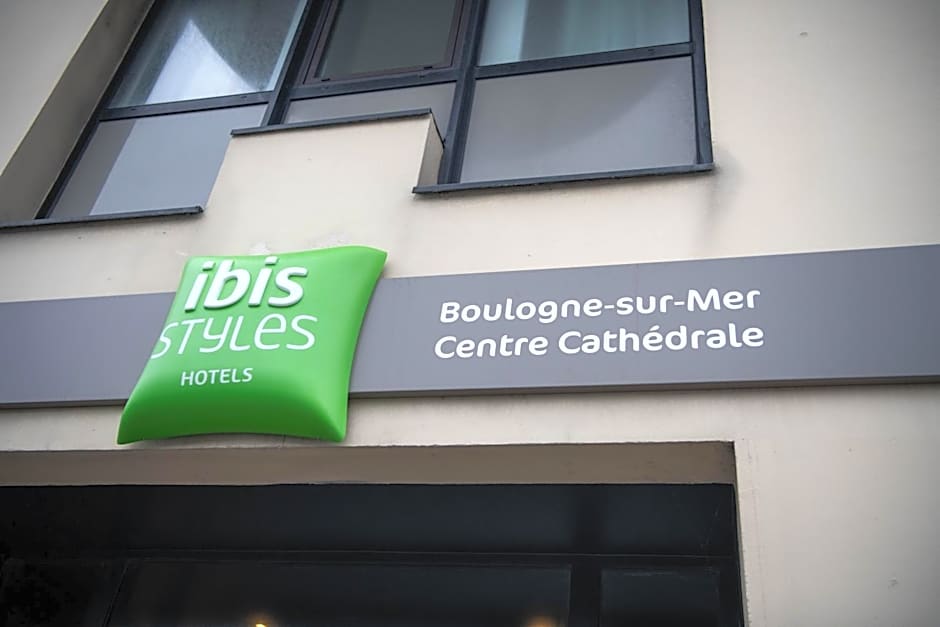 ibis
STYLES
HOTELS
Boulogne-sur-Mer
Centre Cathédrale